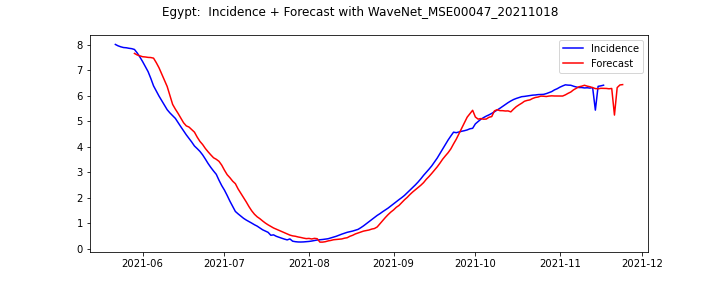 Egypt:  Incidence + Forecast with WaveNet_MSE00047_20211018
Incidence
Forecast
8
7
6
5
4
3
2
1
0
2021-06 2021-07 2021-08 2021-09 2021-10 2021-11 2021-12